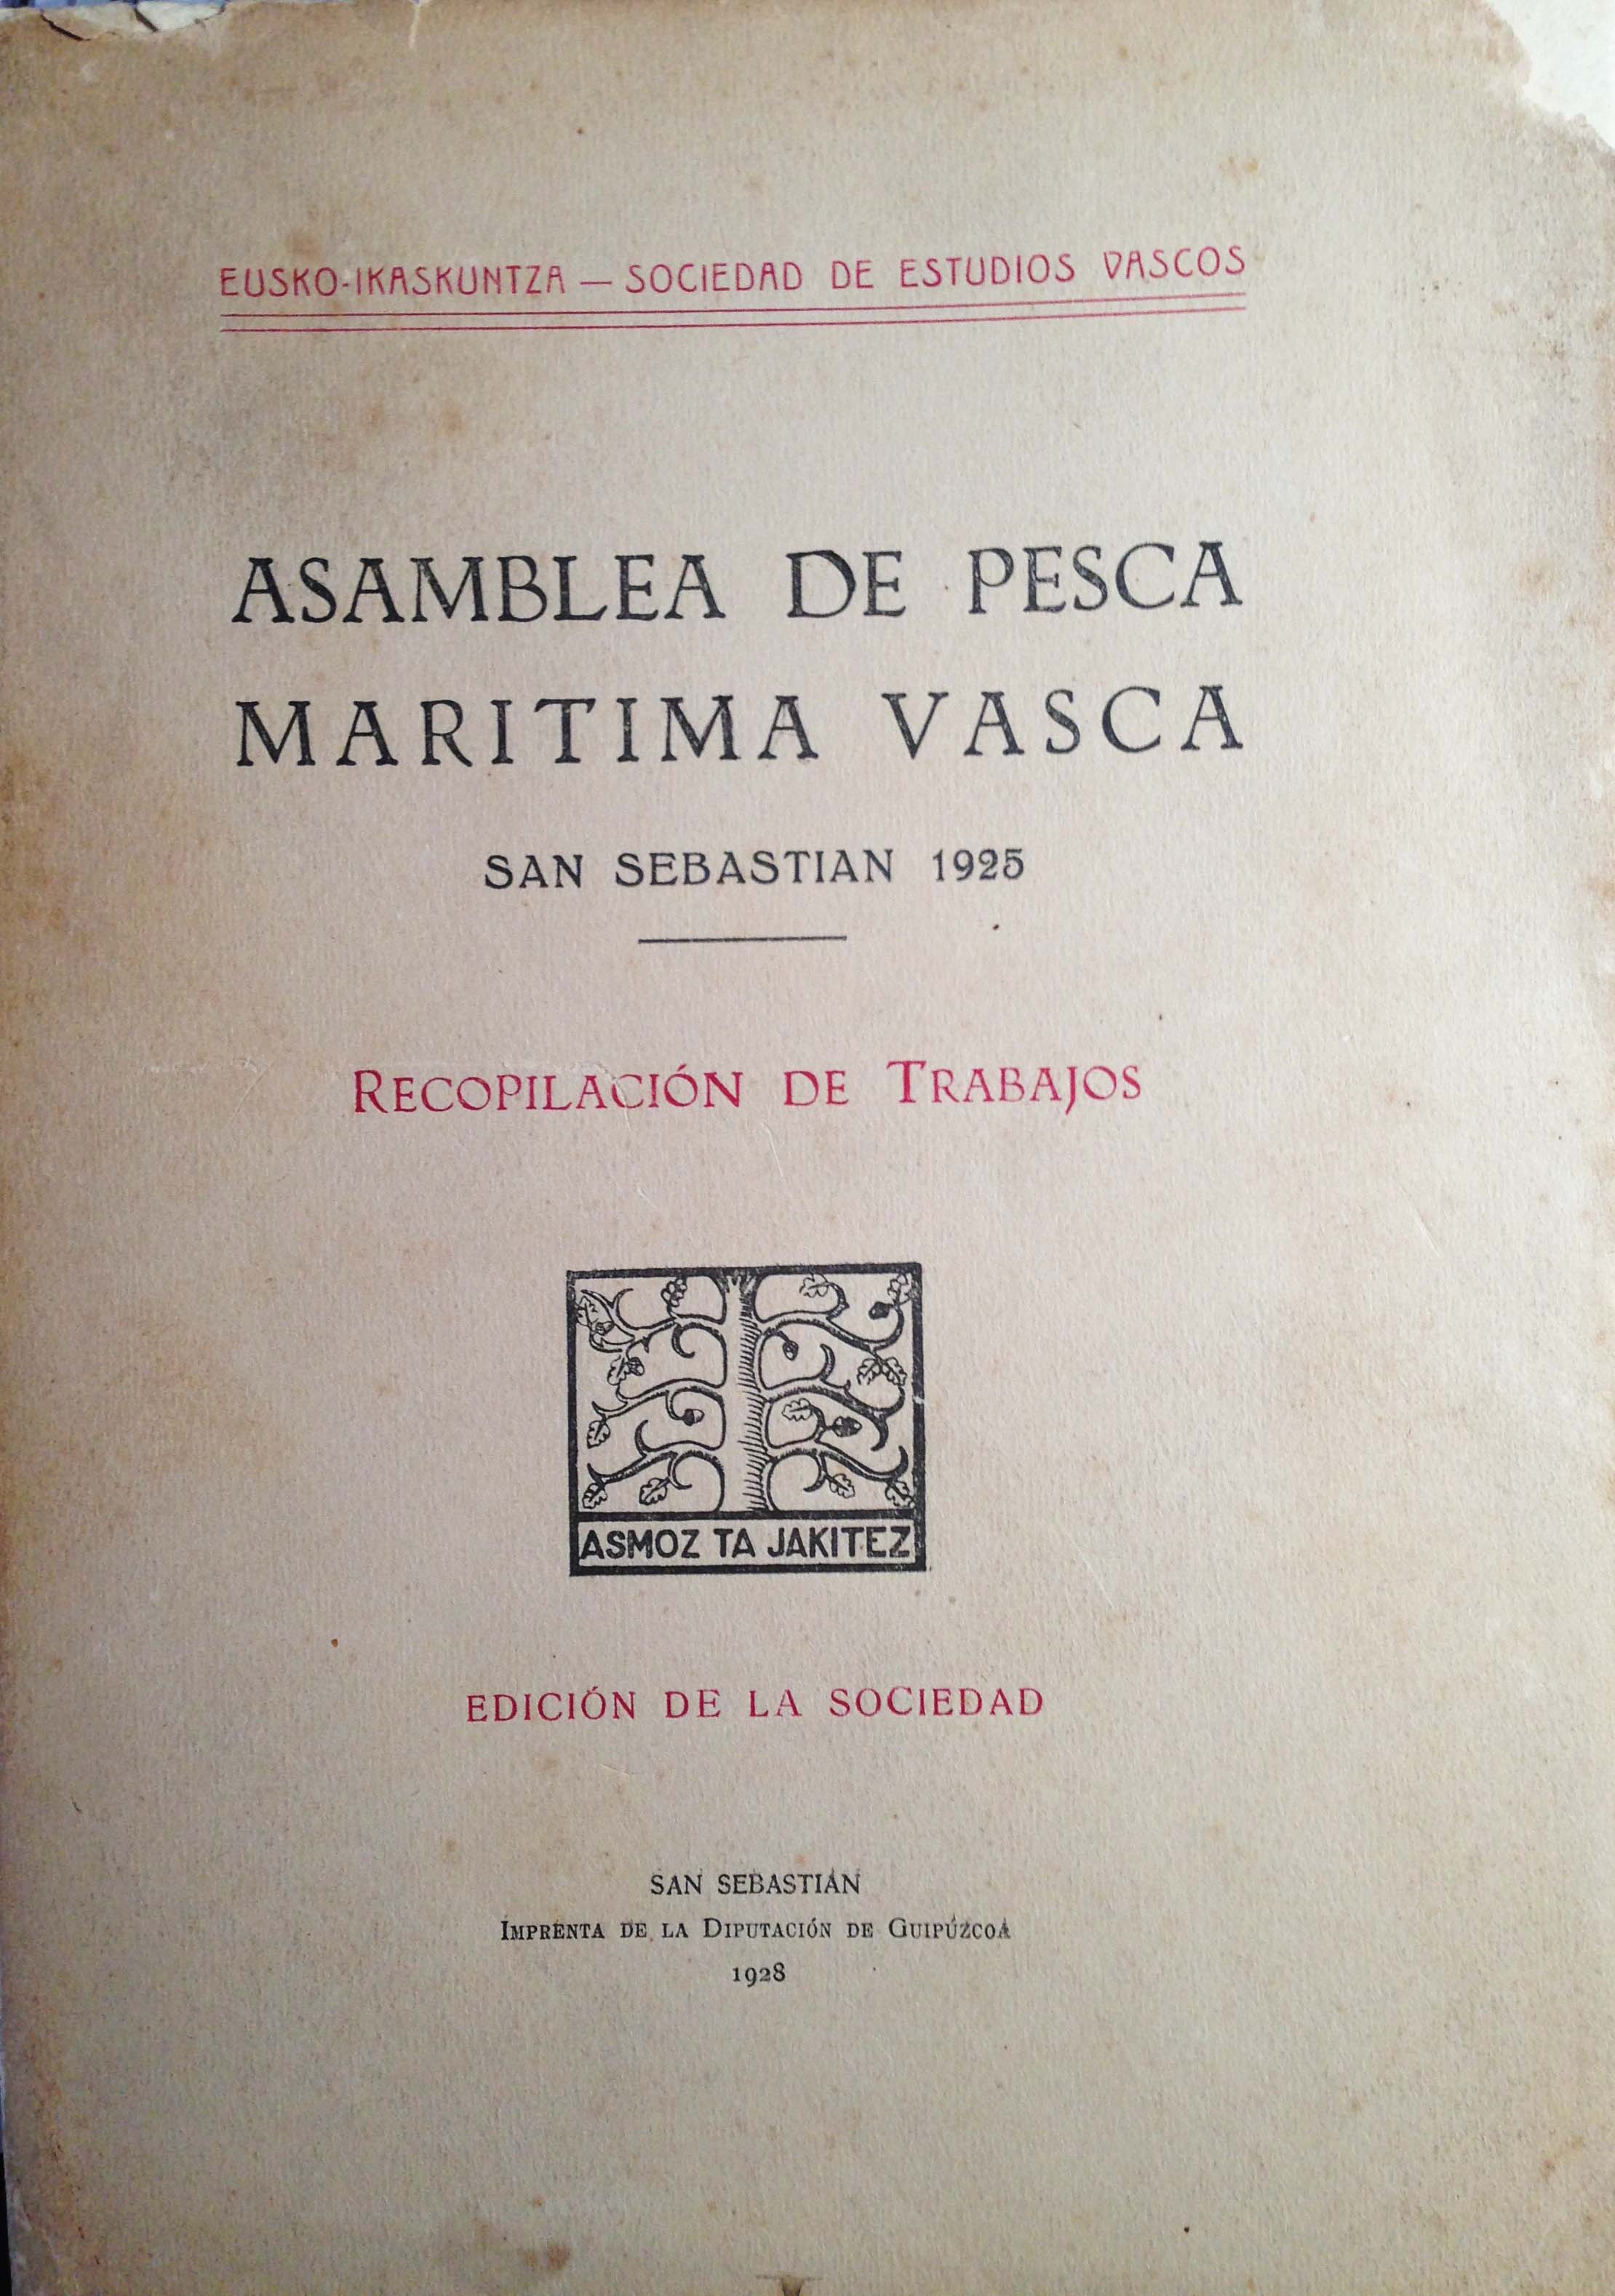 EUSKO-IKASKUNTZA — SOCIEDAD DE ESTUDIOS VASCOS
ASAMBLEA DE PESCA
MARITIMA VASCA
SAN SEBASTIAN 1925
RECOPILACIÓN DE TRABAJOS
ASMOZ TA JAKITEZ
EDICIÓN DE LA SOCIEDAD
SAN SEBASTIÁN
IMPRENTA DE LA DIPUTACIÓN DE GUIPÚZCOA
1928